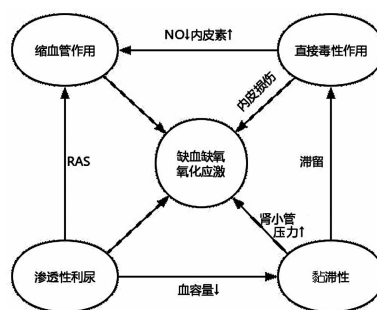 NO↓内皮素↑
缩血管作用
直接毒性作用
内皮损伤
缺血缺氧
氧化应激
RAS
滞留
肾小管
压力↑
渗透性利尿
血容量↓
黏滞性